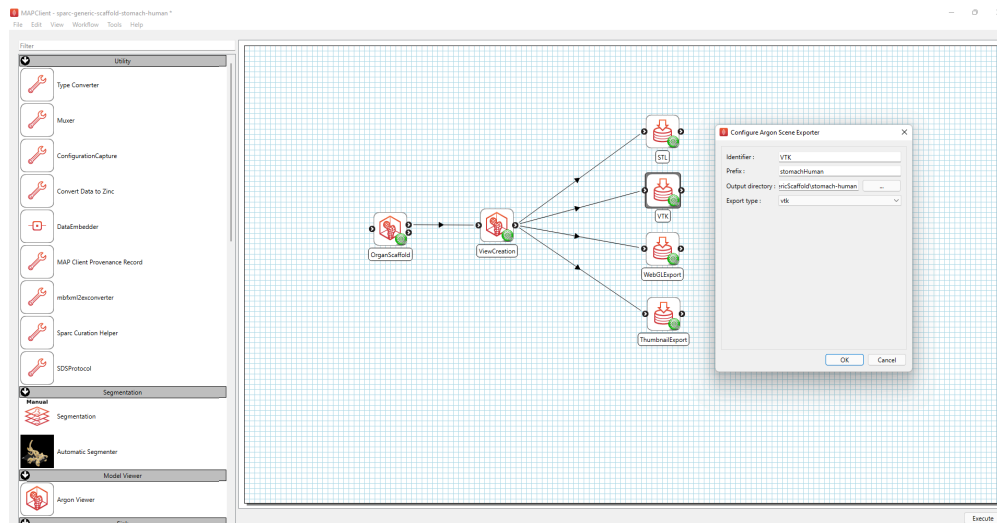 MAPClient - sparc-generic-scaffold-stomach-human *
File Edit View Workflow Tools Help
Filter
Utility
Type Converter
Muxer
ConfigurationCapture
Convert Data to Zinc
DataEmbedder
MAP Client Provenance Record
mbfxml2exconverter
Sparc Curation Helper
SDSProtocol
Segmentation
Manual
Segmentation
Automatic Segmenter
Model Viewer
Argon Viewer
OrganScaffold
ViewCreation
STL
VTK
WebGLExport
ThumbnailExport
Configure Argon Scene Exporter
Identifier : VTK
Prefix : stomachHuman
Output directory : ericScaffold\stomach-human ...
Export type : vtk
OK Cancel
Execute